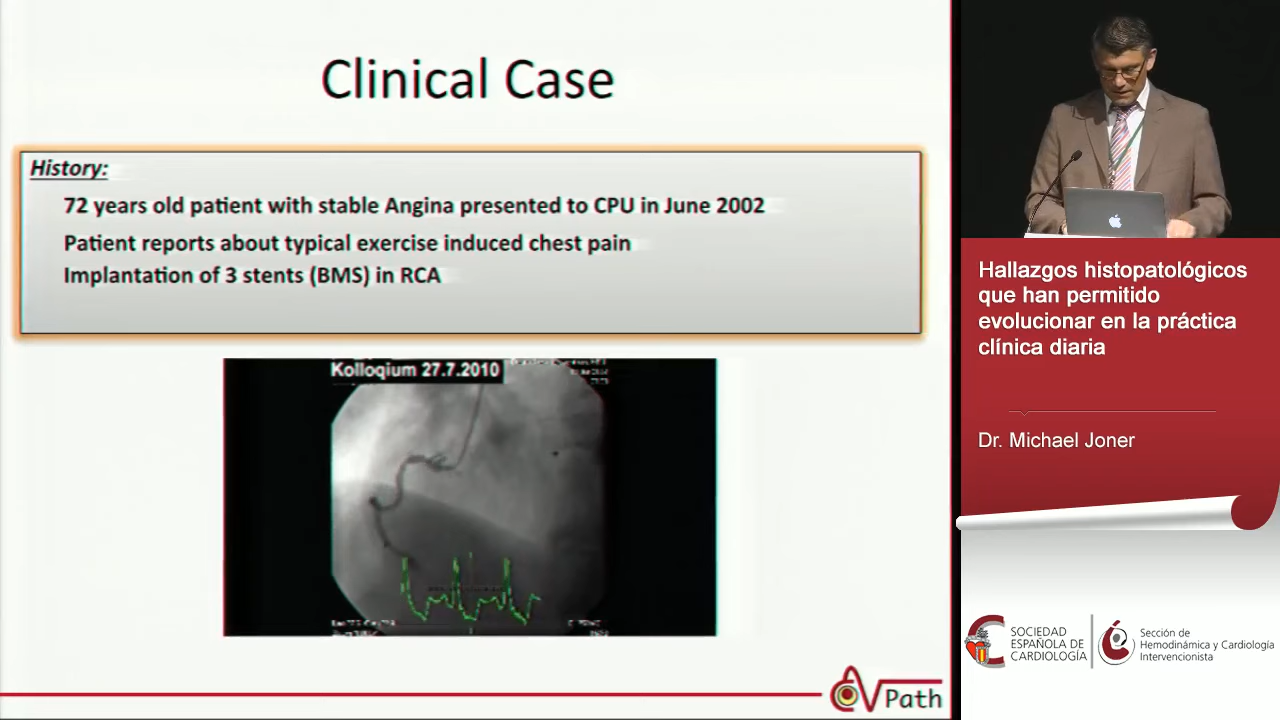 Clinical Case
History:
72 years old patient with stable Angina presented to CPU in June 2002
Patient reports about typical exercise induced chest pain
Implantation of 3 stents (BMS) in RCA
Kolloqium 27.7.2010
CVPath
Hallazgos histopatológicos
que han permitido
evolucionar en la práctica
clínica diaria
Dr. Michael Joner
SOCIEDAD
ESPAÑOLA DE
CARDIOLOGÍA
Sección de
Hemodinámica y Cardiología
Intervencionista